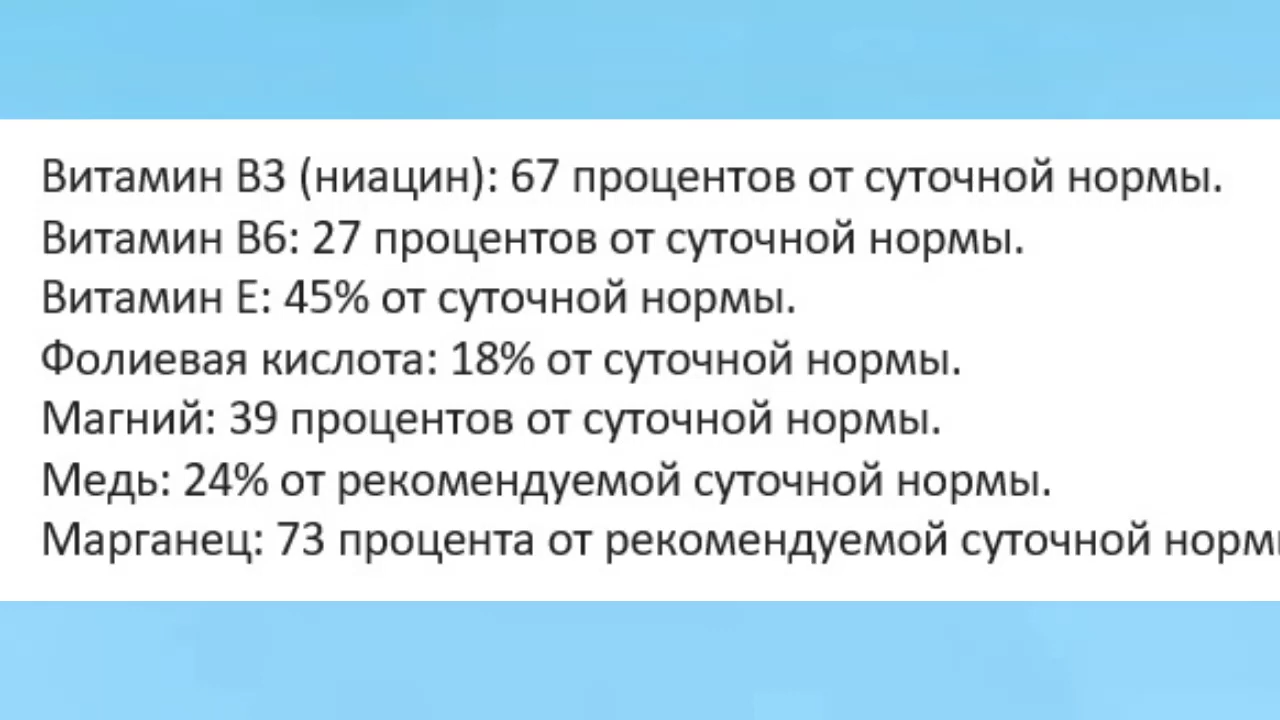 Витамин В3 (ниацин): 67 процентов от суточной нормы.
Витамин В6: 27 процентов от суточной нормы.
Витамин Е: 45% от суточной нормы.
Фолиевая кислота: 18% от суточной нормы.
Магний: 39 процентов от суточной нормы.
Медь: 24% от рекомендуемой суточной нормы.
Марганец: 73 процента от рекомендуемой суточной